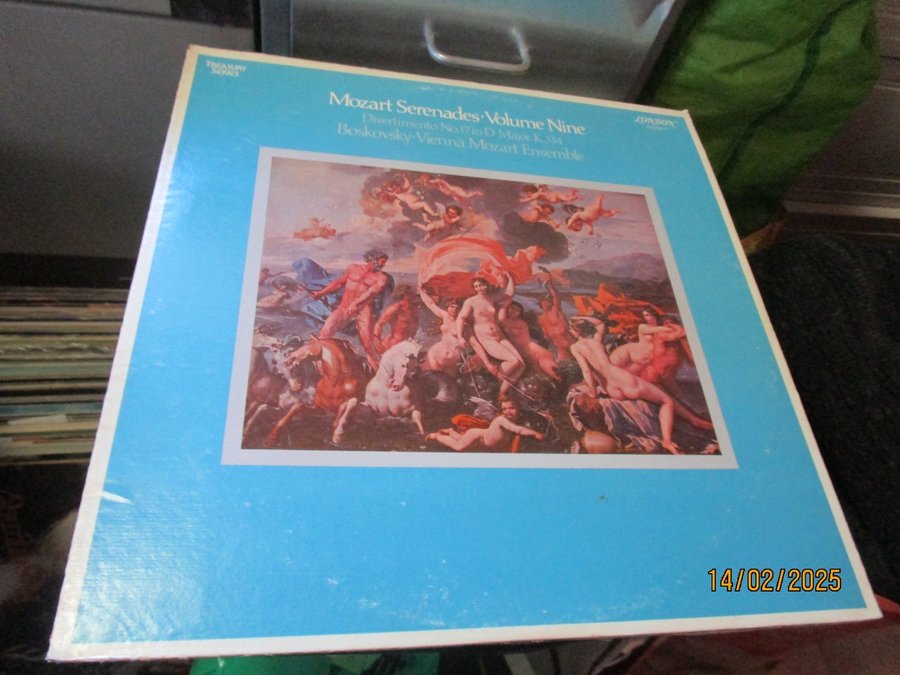 TREASURY
SERIES
Mozart Serenades·Volume Nine
LONDON
Divertimento No.17 in D Major K.334
Boskovsky·Vienna Mozart Ensemble
14/02/2025